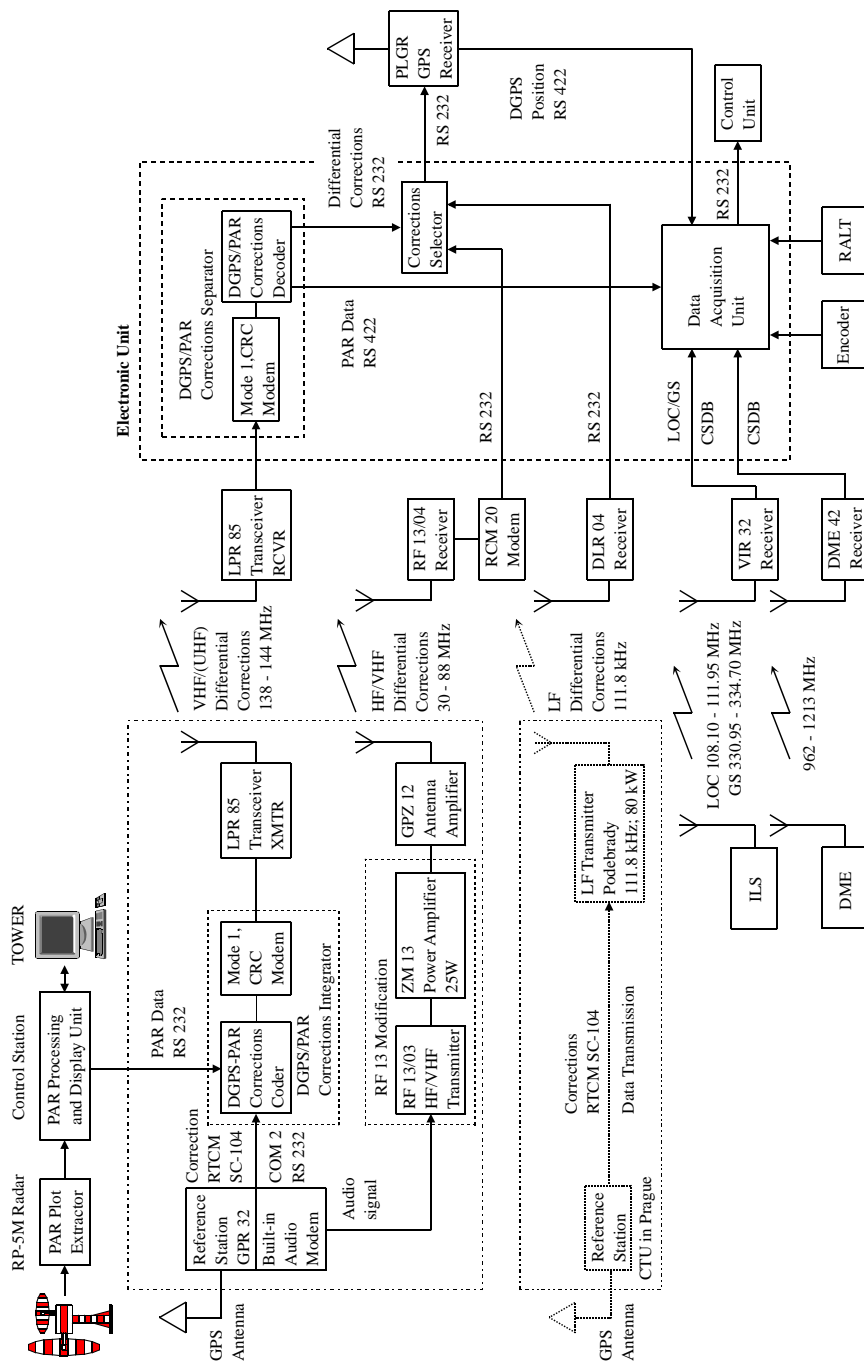 RP-5M Radar
PAR Plot
Extractor
Control Station
PAR Processing
and Display Unit
TOWER
PAR Data
RS 232
GPS
Antenna
Reference
Station
GPR 32
Built-in
Audio
Modem
Correction
RTCM
SC-104
COM 2
RS 232
Audio
signal
DGPS-PAR
Corrections
Coder
Mode 1,
CRC
Modem
DGPS/PAR
Corrections Integrator
LPR 85
Transceiver
XMTR
RF 13 Modification
RF 13/03
HF/VHF
Transmitter
ZM 13
Power Amplifier
25W
GPZ 12
Antenna
Amplifier
VHF/(UHF)
Differential
Corrections
138 - 144 MHz
HF/VHF
Differential
Corrections
30 - 88 MHz
GPS
Antenna
Reference
Station
CTU in Prague
Corrections
RTCM SC-104
Data Transmission
LF Transmitter
Podebrady
111.8 kHz; 80 kW
LF
Differential
Corrections
111.8 kHz
ILS
DME
LOC 108.10 - 111.95 MHz
GS 330.95 - 334.70 MHz
962 - 1213 MHz
LPR 85
Transceiver
RCVR
RF 13/04
Receiver
RCM 20
Modem
DLR 04
Receiver
VIR 32
Receiver
DME 42
Receiver
Electronic Unit
DGPS/PAR
Corrections Separator
Mode 1,CRC
Modem
DGPS/PAR
Corrections
Decoder
PAR Data
RS 422
Differential
Corrections
RS 232
Corrections
Selector
RS 232
RS 232
LOC/GS
CSDB
CSDB
Data
Acquisition
Unit
Encoder
RALT
RS 232
Control
Unit
RS 232
PLGR
GPS
Receiver
DGPS
Position
RS 422